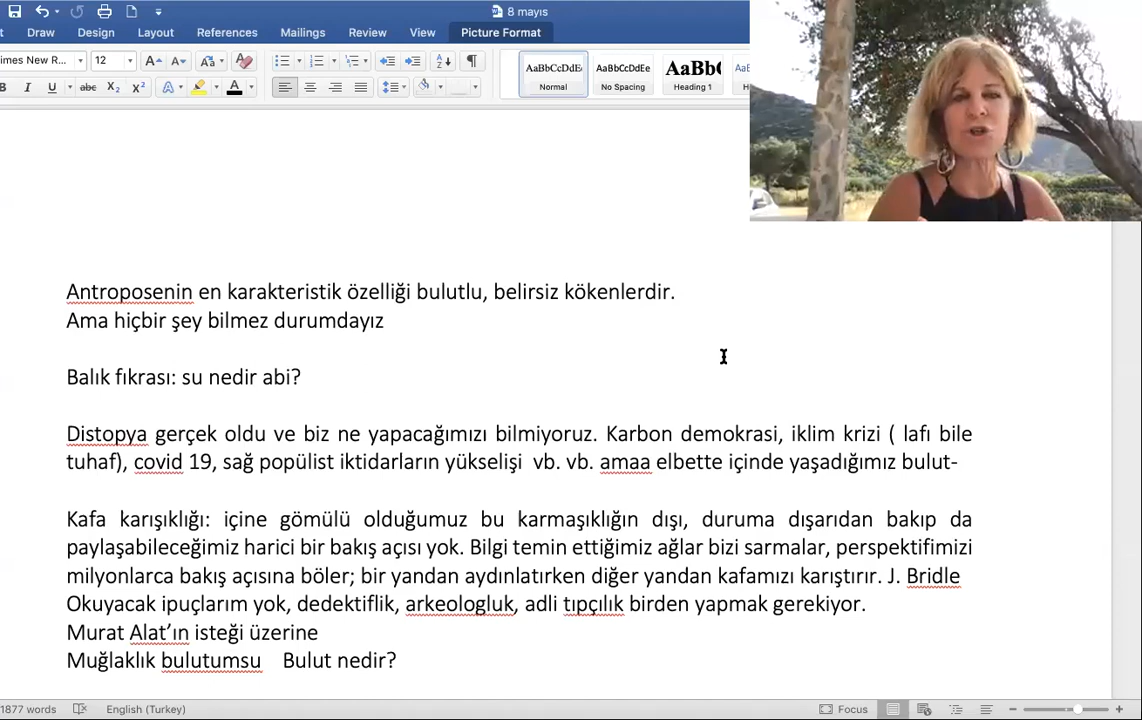 8 mayıs
Draw Design Layout References Mailings Review View Picture Format
imes New R... 12
AaBbCcDdE AaBbCcDdEe AaBb( AaB
Normal No Spacing Heading 1
Antroposenin en karakteristik özelliği bulutlu, belirsiz kökenlerdir.
Ama hiçbir şey bilmez durumdayız
Balık fıkrası: su nedir abi?
Distopya gerçek oldu ve biz ne yapacağımızı bilmiyoruz. Karbon demokrasi, iklim krizi ( lafı bile
tuhaf), covid 19, sağ popülist iktidarların yükselişi vb. vb. amaa elbette içinde yaşadığımız bulut-
Kafa karışıklığı: içine gömülü olduğumuz bu karmaşıklığın dışı, duruma dışarıdan bakıp da
paylaşabileceğimiz harici bir bakış açısı yok. Bilgi temin ettiğimiz ağlar bizi sarmalar, perspektifimizi
milyonlarca bakış açısına böler; bir yandan aydınlatırken diğer yandan kafamızı karıştırır. J. Bridle
Okuyacak ipuçlarım yok, dedektiflik, arkeologluk, adli tıpçılık birden yapmak gerekiyor.
Murat Alat’ın isteği üzerine
Muğlaklık bulutumsu Bulut nedir?
1877 words English (Turkey) Focus